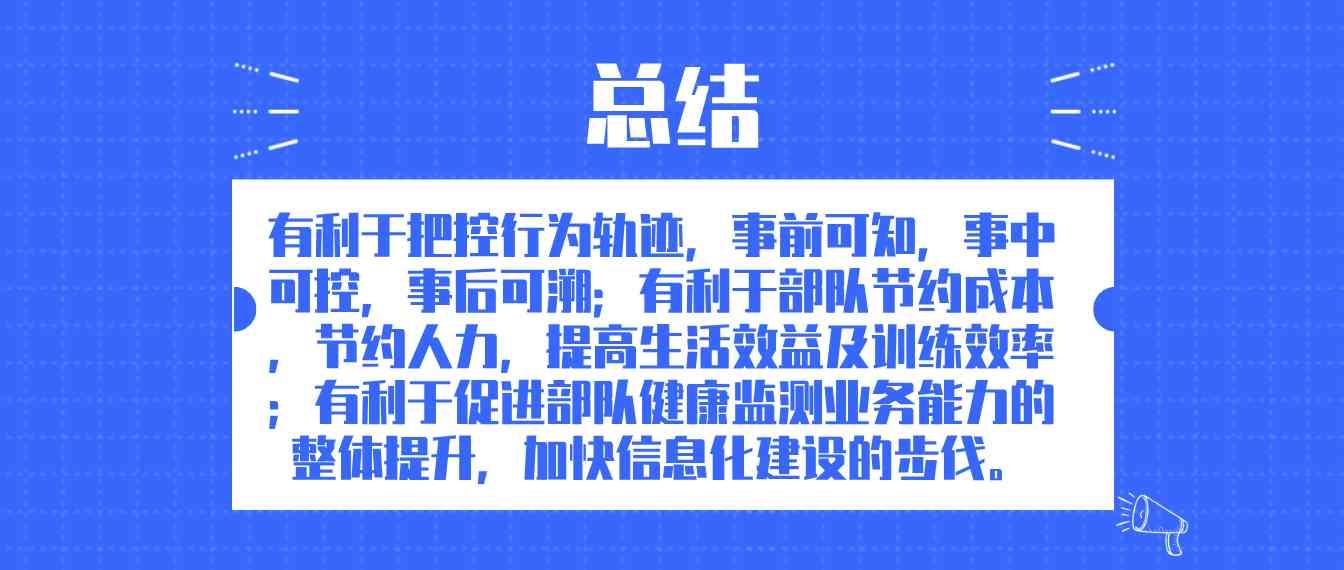 总结
有利于把控行为轨迹，事前可知，事中
可控，事后可溯；有利于部队节约成本
，节约人力，提高生活效益及训练效率
；有利于促进部队健康监测业务能力的
整体提升，加快信息化建设的步伐。